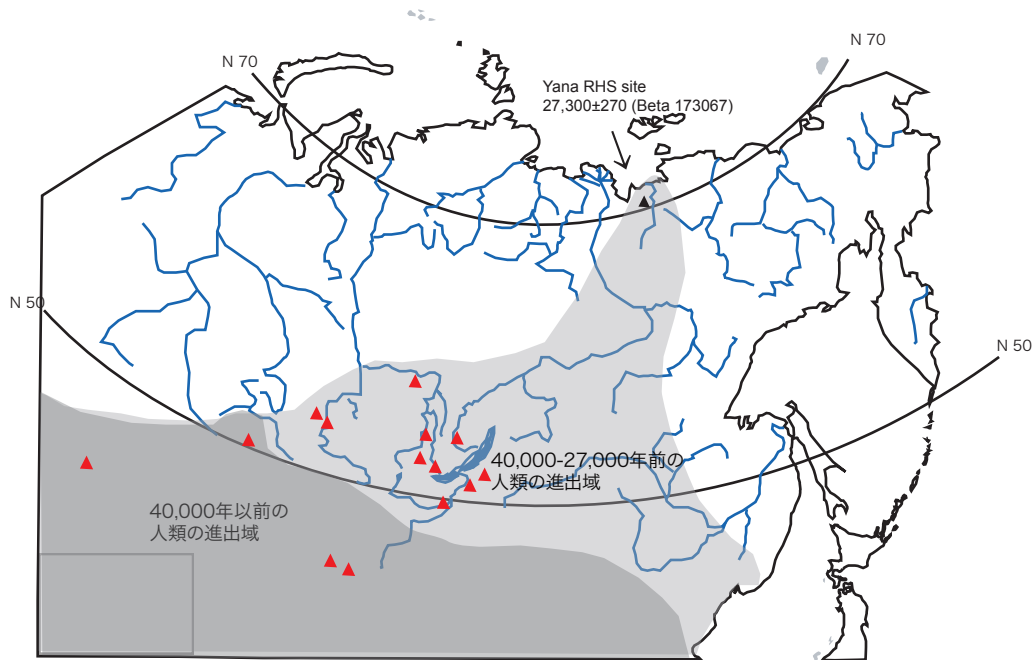 N 70
N 70
Yana RHS site
27,300±270 (Beta 173067)
N 50
N 50
40,000-27,000年前の
人類の進出域
40,000年以前の
人類の進出域